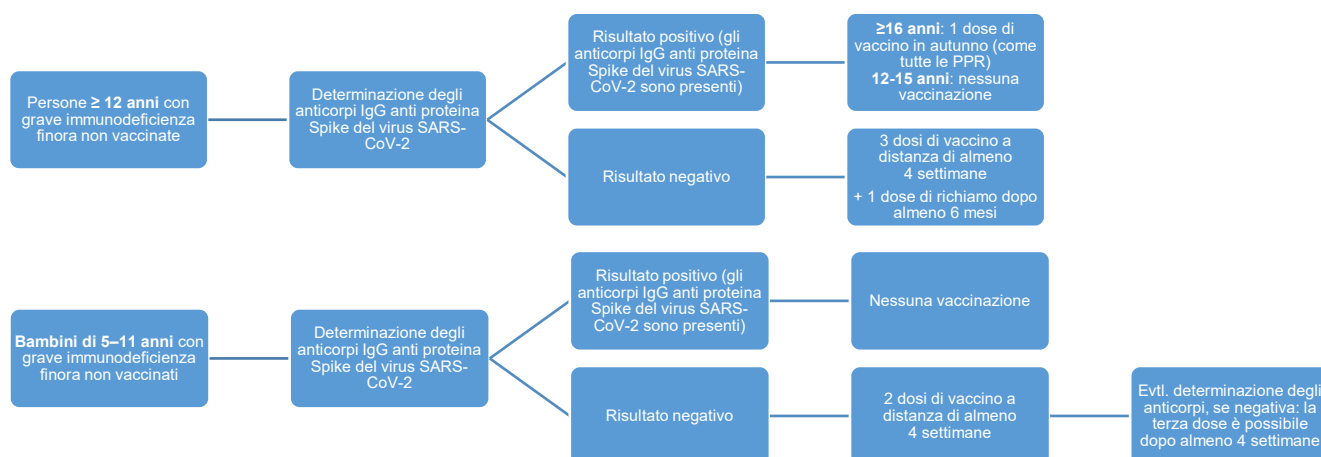 Persone ≥ 12 anni con
grave immunodeficienza
finora non vaccinate
Determinazione degli
anticorpi IgG anti proteina
Spike del virus SARS-
CoV-2
Risultato positivo (gli
anticorpi IgG anti proteina
Spike del virus SARS-
CoV-2 sono presenti)
≥16 anni: 1 dose di
vaccino in autunno (come
tutte le PPR)
12-15 anni: nessuna
vaccinazione
Risultato negativo
3 dosi di vaccino a
distanza di almeno
4 settimane
+ 1 dose di richiamo dopo
almeno 6 mesi
Bambini di 5–11 anni con
grave immunodeficienza
finora non vaccinati
Determinazione degli
anticorpi IgG anti proteina
Spike del virus SARS-
CoV-2
Risultato positivo (gli
anticorpi IgG anti proteina
Spike del virus SARS-
CoV-2 sono presenti)
Nessuna vaccinazione
Risultato negativo
2 dosi di vaccino a
distanza di almeno
4 settimane
Evtl. determinazione degli
anticorpi, se negativa: la
terza dose è possibile
dopo almeno 4 settimane